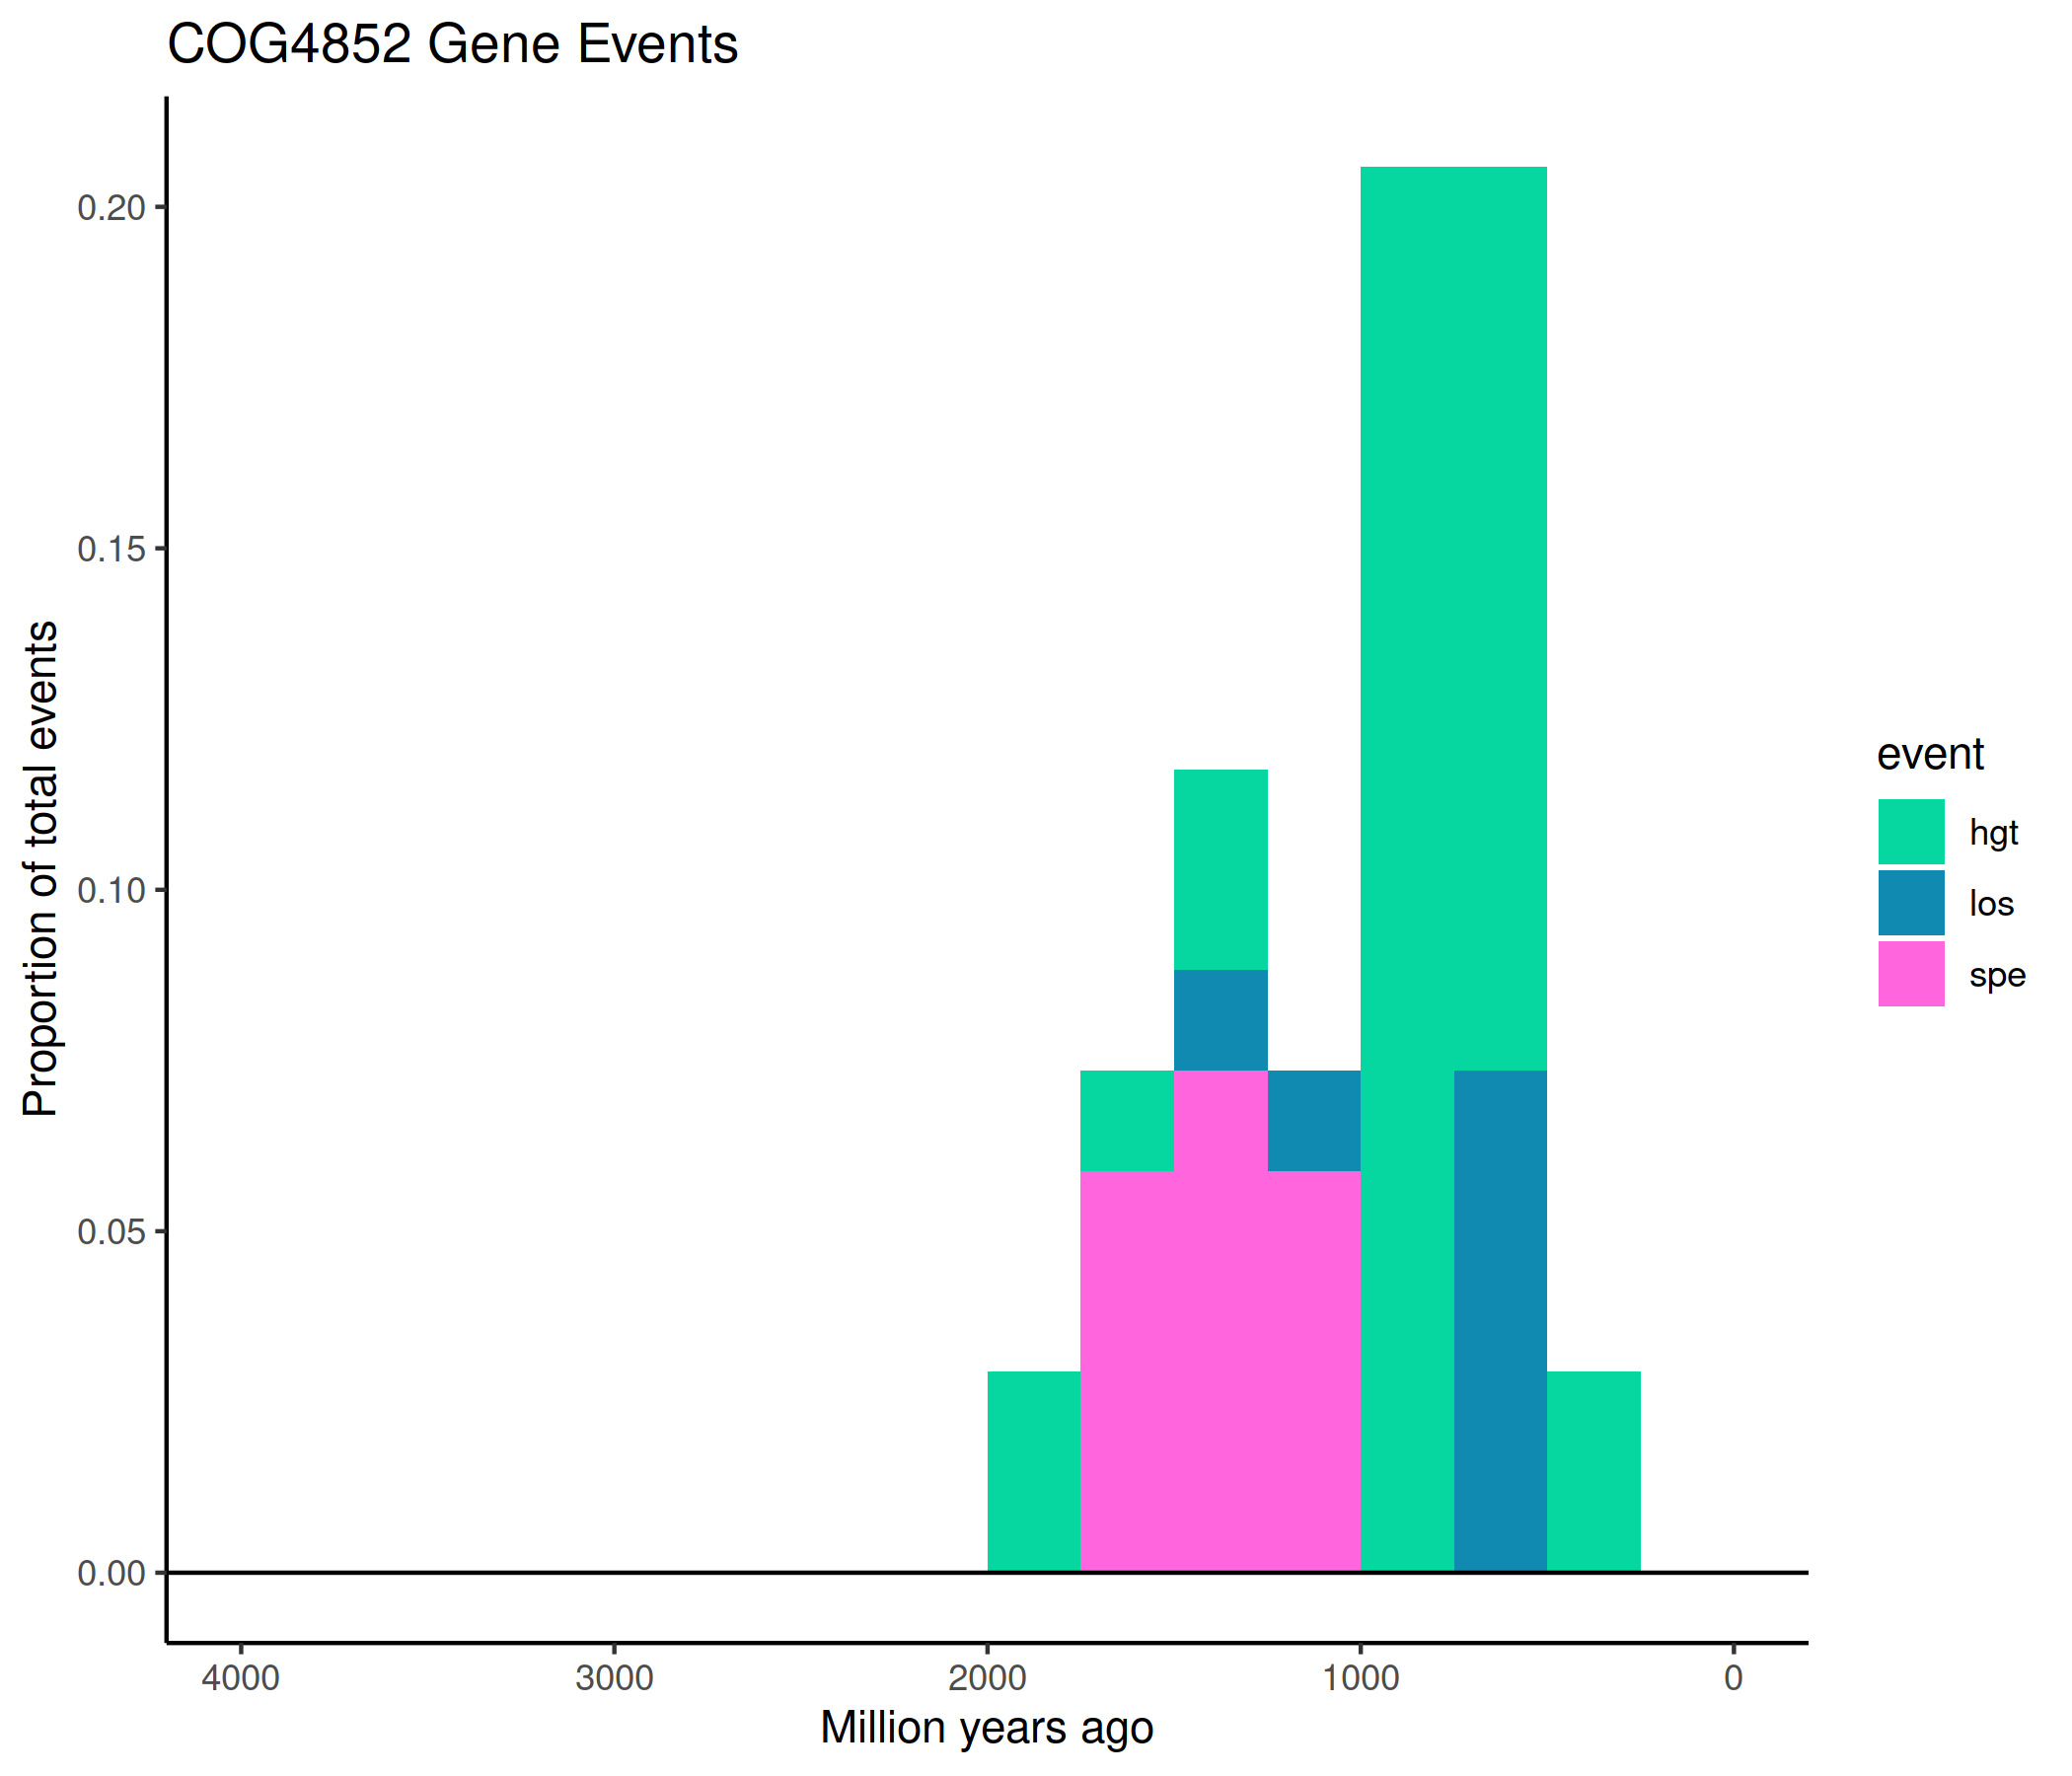 COG4852 Gene Events
Proportion of total events
0.20
0.15
0.10
0.05
0.00
4000 3000 2000 1000 0
Million years ago
event
hgt
los
spe